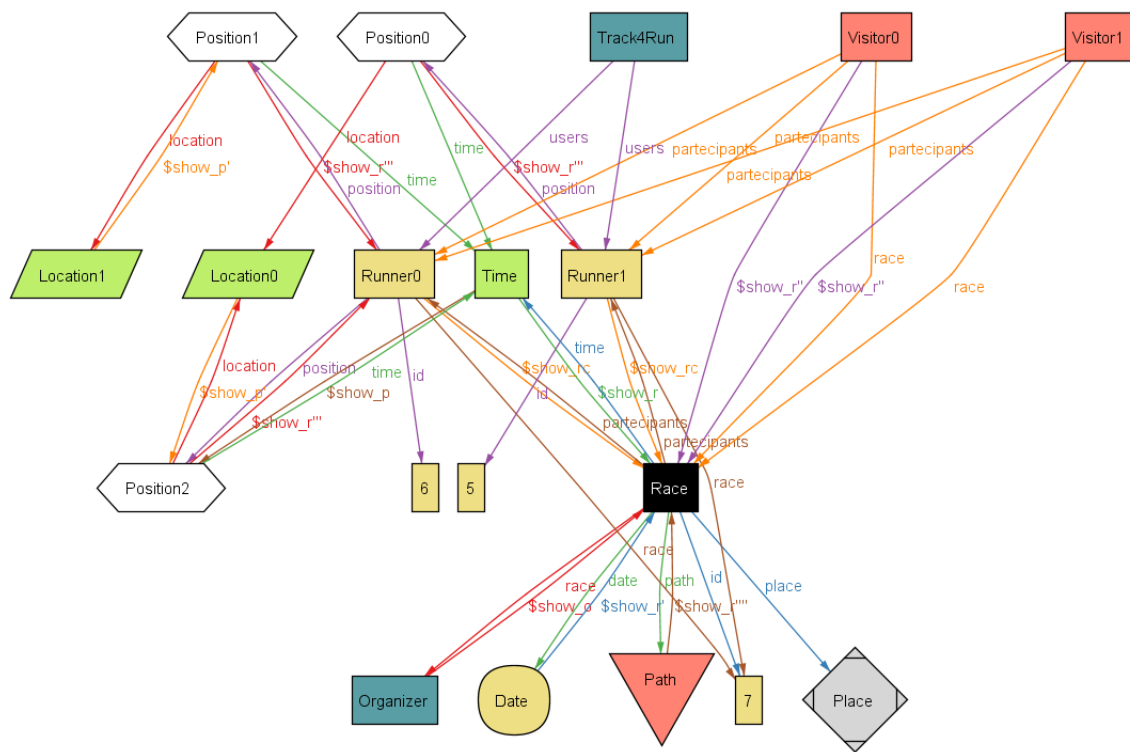 Position1
Position0
Track4Run
Visitor0
Visitor1
location
$show_p'
location
$show_r'''
position
time
time
$show_r'''
position
users
users
partecipants
partecipants
partecipants
Location1
Location0
Runner0
Time
Runner1
race
race
$show_r''
$show_r''
location
$show_p
position
$show_r'''
time
$show_p
id
id
time
$show_rc
$show_r
$show_rc
partecipants
partecipants
race
Position2
6
5
Race
race
$show_o
date
$show_r'
race
path
$show_r''''
id
place
Organizer
Date
Path
7
Place